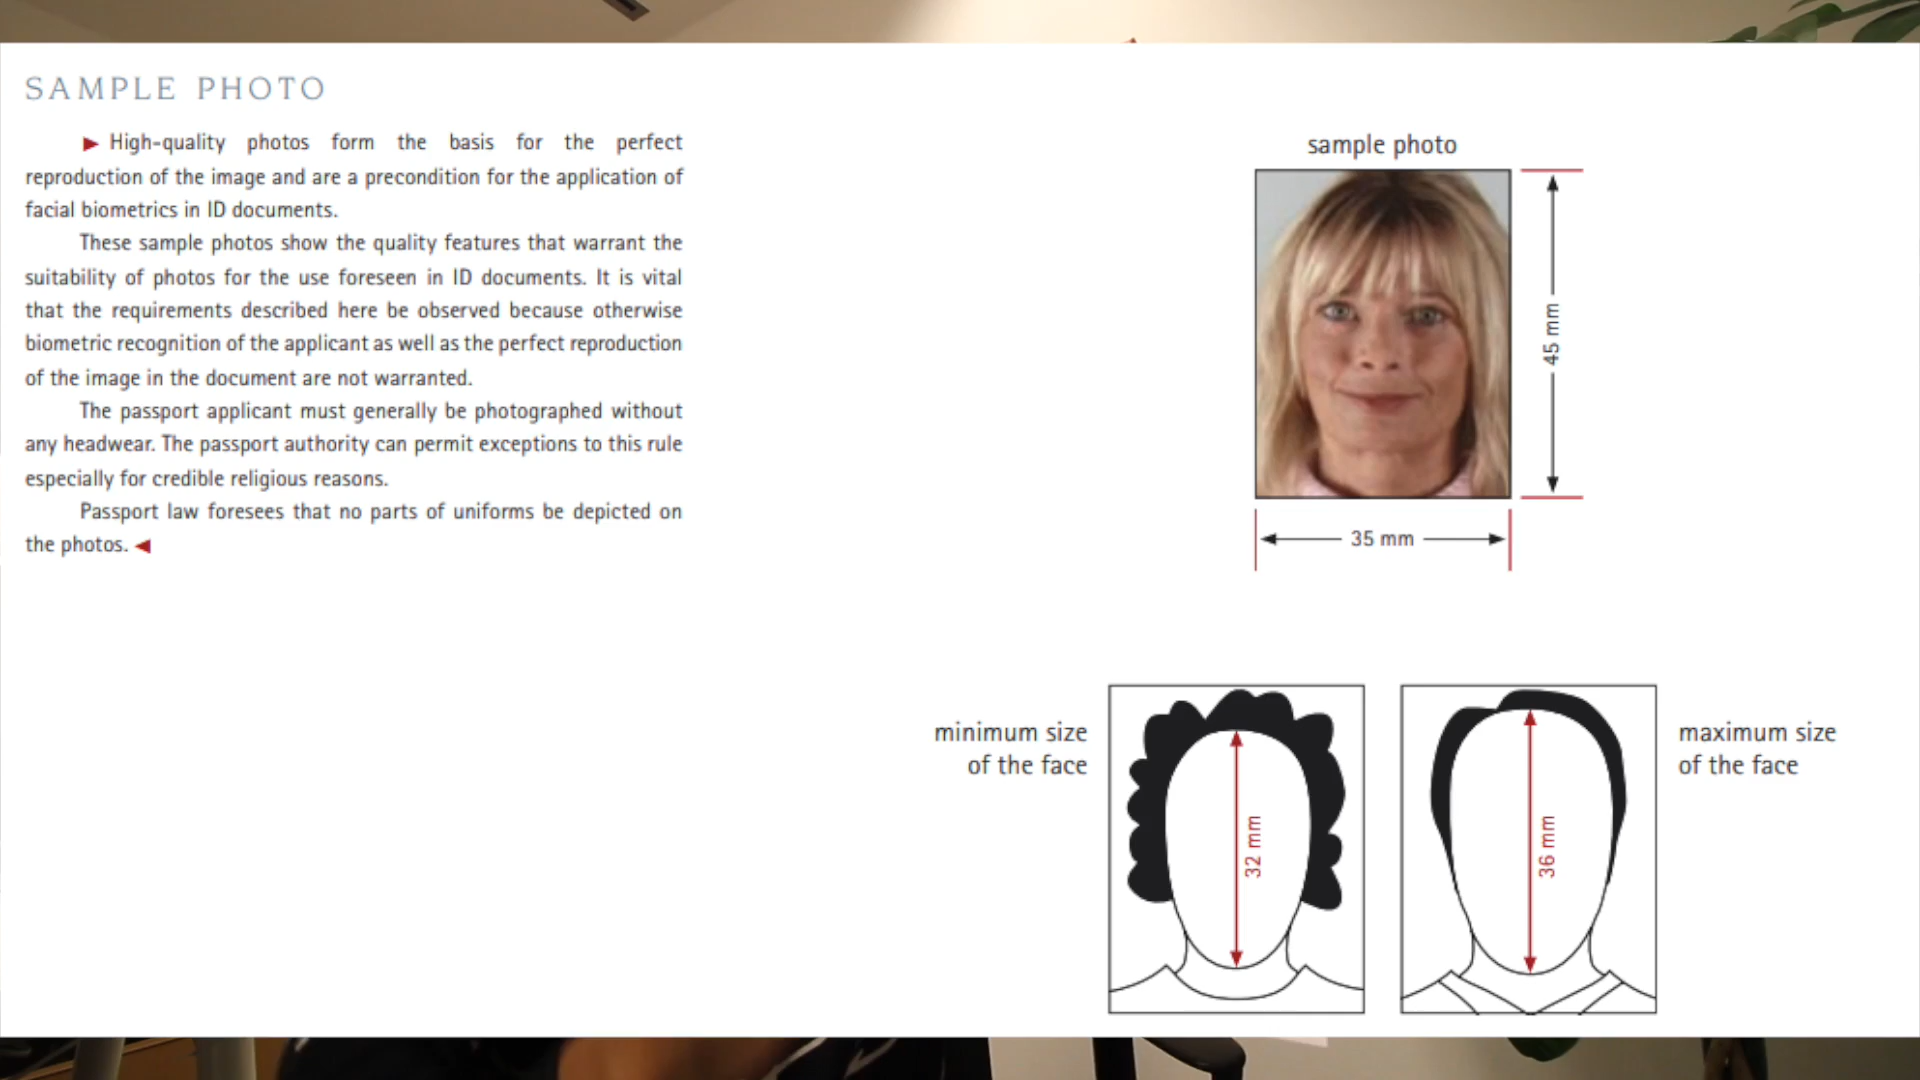 SAMPLE PHOTO
► High-quality photos form the basis for the perfect
reproduction of the image and are a precondition for the application of
facial biometrics in ID documents.
These sample photos show the quality features that warrant the
suitability of photos for the use foreseen in ID documents. It is vital
that the requirements described here be observed because otherwise
biometric recognition of the applicant as well as the perfect reproduction
of the image in the document are not warranted.
The passport applicant must generally be photographed without
any headwear. The passport authority can permit exceptions to this rule
especially for credible religious reasons.
Passport law foresees that no parts of uniforms be depicted on
the photos. ◄
sample photo
45 mm
35 mm
minimum size
of the face
32 mm
36 mm
maximum size
of the face